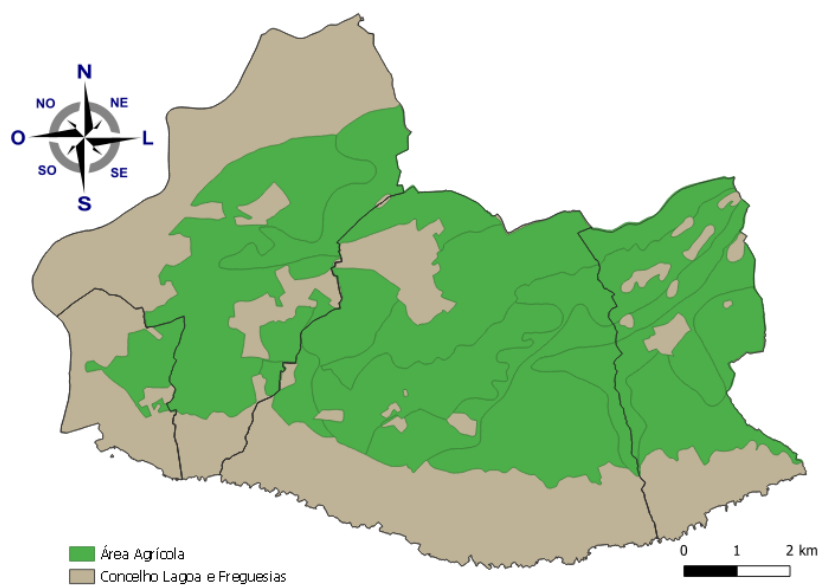 N
NO NE
O L
SO SE
S
Área Agrícola
Concelho Lagoa e Freguesias
0 1 2 km